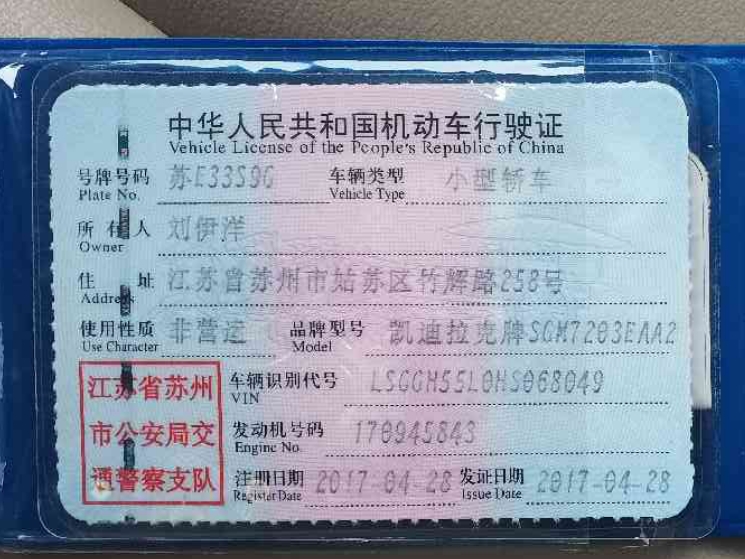 中华人民共和国机动车行驶证
Vehicle License of the People's Republic of China
号牌号码 苏E33S96 车辆类型 小型轿车
Plate No. Vehicle Type
所有人 刘伊洋
Owner
住址 江苏省苏州市姑苏区竹辉路258号
Address
使用性质 非营运 品牌型号 凯迪拉克牌SGM7203EAA2
Use Character Model
江苏省苏州
市公安局交
通警察支队
车辆识别代号 LSGGH55L0HS068049
VIN
发动机号码 170945843
Engine No.
注册日期 2017-04-28 发证日期 2017-04-28
Register Date Issue Date